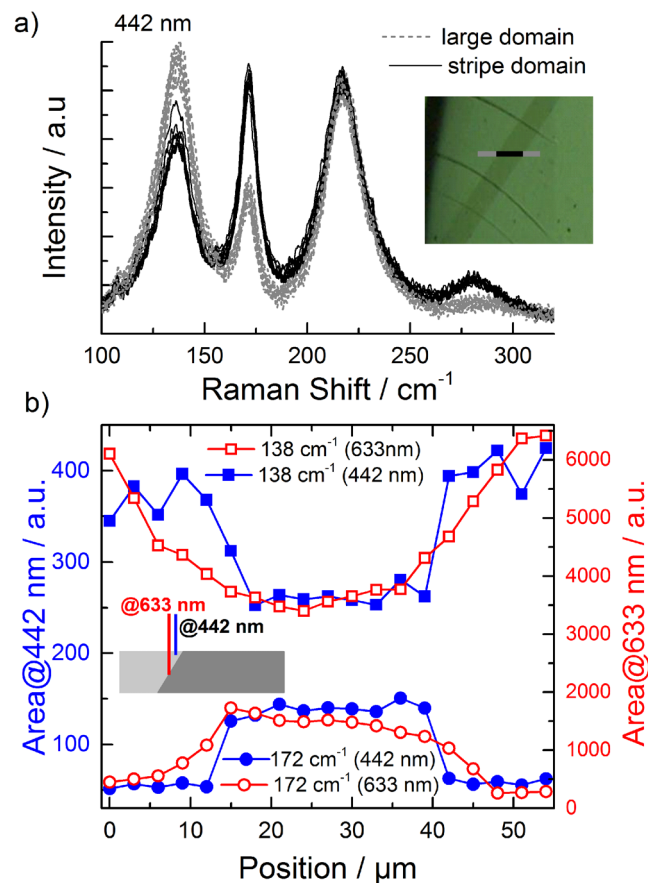 a)
442 nm
large domain
stripe domain
Intensity / a.u
100 150 200 250 300
Raman Shift / cm⁻¹
b)
138 cm⁻¹ (633nm)
138 cm⁻¹ (442 nm)
400
300
200
100
Area@442 nm / a.u.
@633 nm
@442 nm
6000
5000
4000
3000
2000
1000
0
Area@633 nm / a.u.
172 cm⁻¹ (442 nm)
172 cm⁻¹ (633 nm)
0 10 20 30 40 50
Position / µm